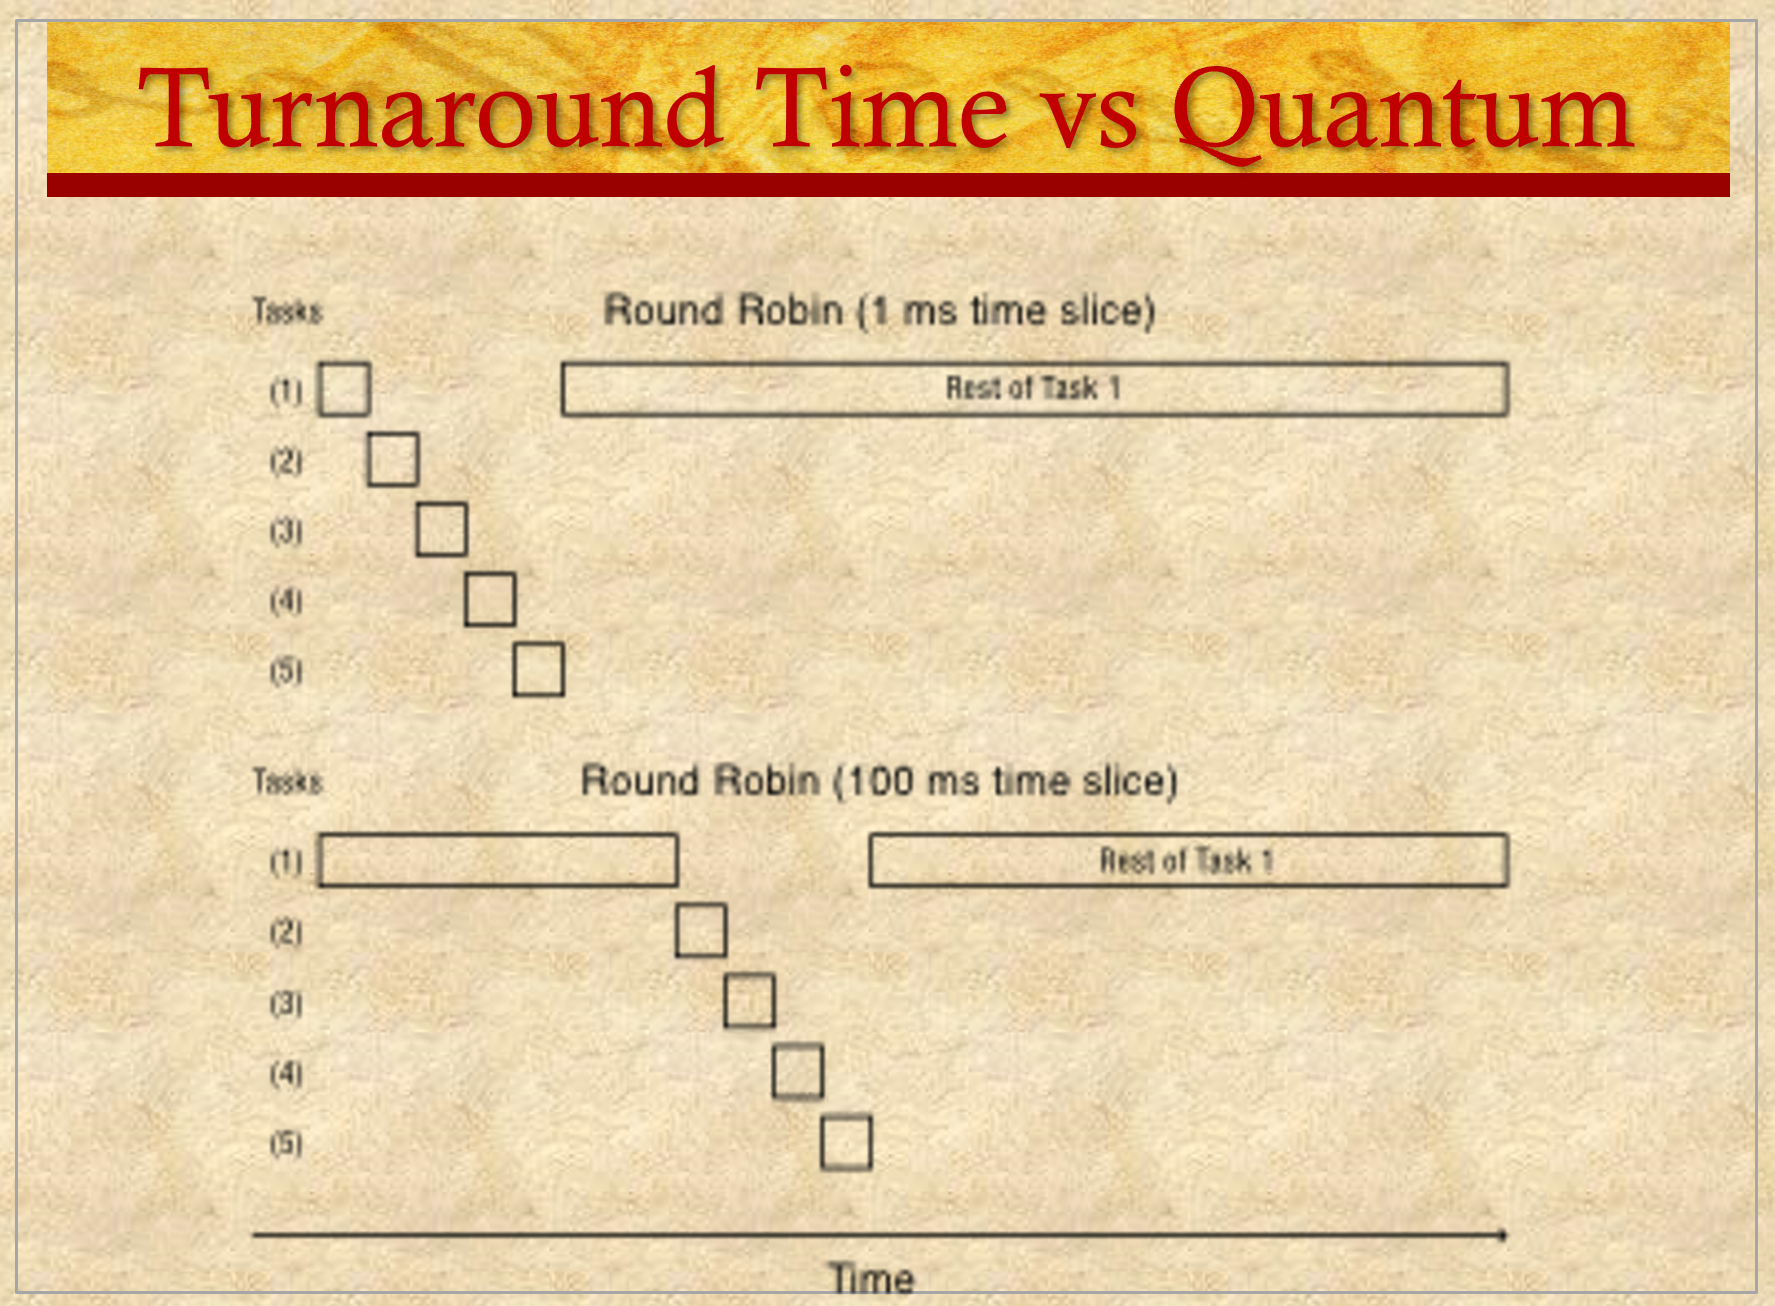 Turnaround Time vs Quantum
Tasks
Round Robin (1 ms time slice)
(1)
Rest of Task 1
(2)
(3)
(4)
(5)
Tasks
Round Robin (100 ms time slice)
(1)
Rest of Task 1
(2)
(3)
(4)
(5)
Time